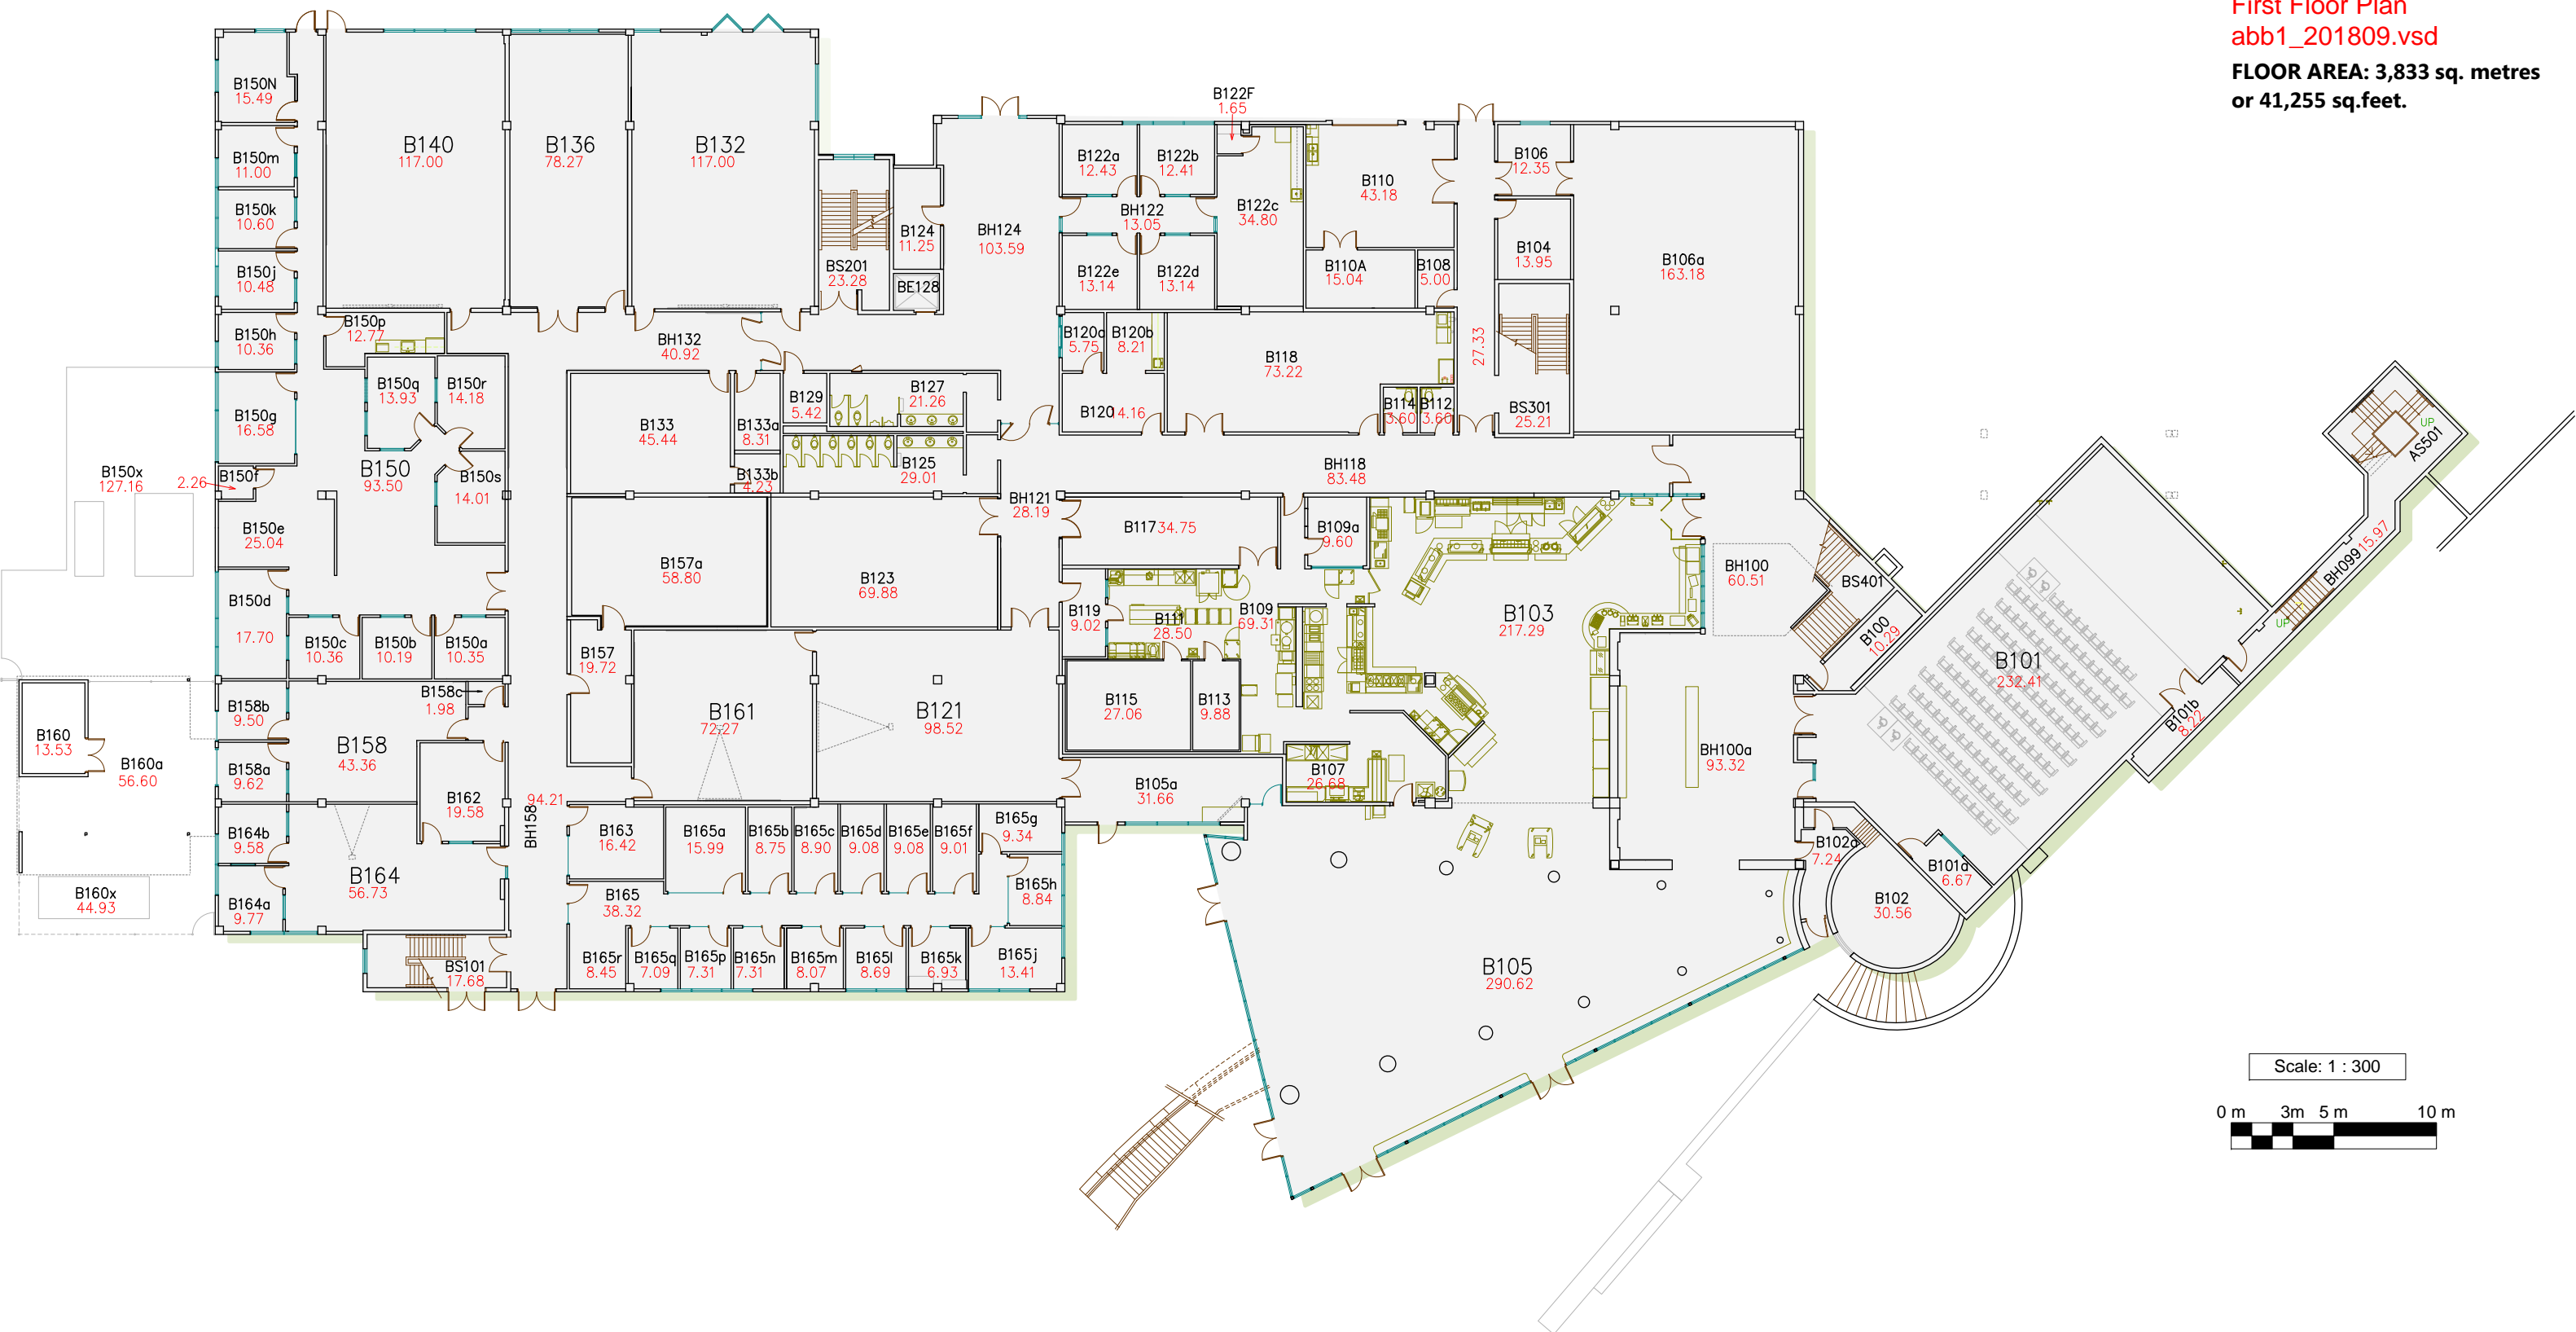 First Floor Plan
abb1_201809.vsd
FLOOR AREA: 3,833 sq. metres
or 41,255 sq.feet.
B150N
15.49
B140
117.00
B136
78.27
B132
117.00
B122F
1.65
B150m
11.00
B122a
12.43
B122b
12.41
B110
43.18
B106
12.35
B150k
10.60
B124
11.25
BH124
103.59
BH122
13.05
B122c
34.80
B104
13.95
B106a
163.18
B150j
10.48
BS201
23.28
BE128
B122e
13.14
B122d
13.14
B110A
15.04
B108
5.00
B150h
10.36
B150p
12.77
BH132
40.92
B120c
5.75
B120b
8.21
B118
73.22
27.33
B150g
16.58
B150q
13.93
B150r
14.18
B133
45.44
B133a
8.31
B129
5.42
B127
21.26
B120
4.16
B114
3.60
B112
3.60
BS301
25.21
UP
AS501
B150x
127.16
B150f
2.26
B150
93.50
B150s
14.01
B133b
4.23
B125
29.01
BH118
83.48
B150e
25.04
BH121
28.19
B117
34.75
B109a
9.60
BH099
15.97
UP
B157a
58.80
B123
69.88
BH100
60.51
BS401
B150d
17.70
B119
9.02
B111
28.50
B109
69.31
B103
217.29
B100
10.29
B150c
10.36
B150b
10.19
B150a
10.35
B157
19.72
B101
232.41
B158b
9.50
B158c
1.98
B161
72.27
B121
98.52
B115
27.06
B113
9.88
B101b
8.22
B160
13.53
B160a
56.60
B158a
9.62
B158
43.36
BH100a
93.32
B162
19.58
94.21
BH158
B105a
31.66
B107
26.68
B164b
9.58
B163
16.42
B165a
15.99
B165b
8.75
B165c
8.90
B165d
9.08
B165e
9.08
B165f
9.01
B165g
9.34
B102a
7.24
B164
56.73
B165h
8.84
B101a
6.67
B160x
44.93
B164a
9.77
B165
38.32
B102
30.56
BS101
17.68
B165r
8.45
B165q
7.09
B165p
7.31
B165n
7.31
B165m
8.07
B165l
8.69
B165k
6.93
B165j
13.41
B105
290.62
Scale: 1 : 300
0 m 3m 5 m 10 m